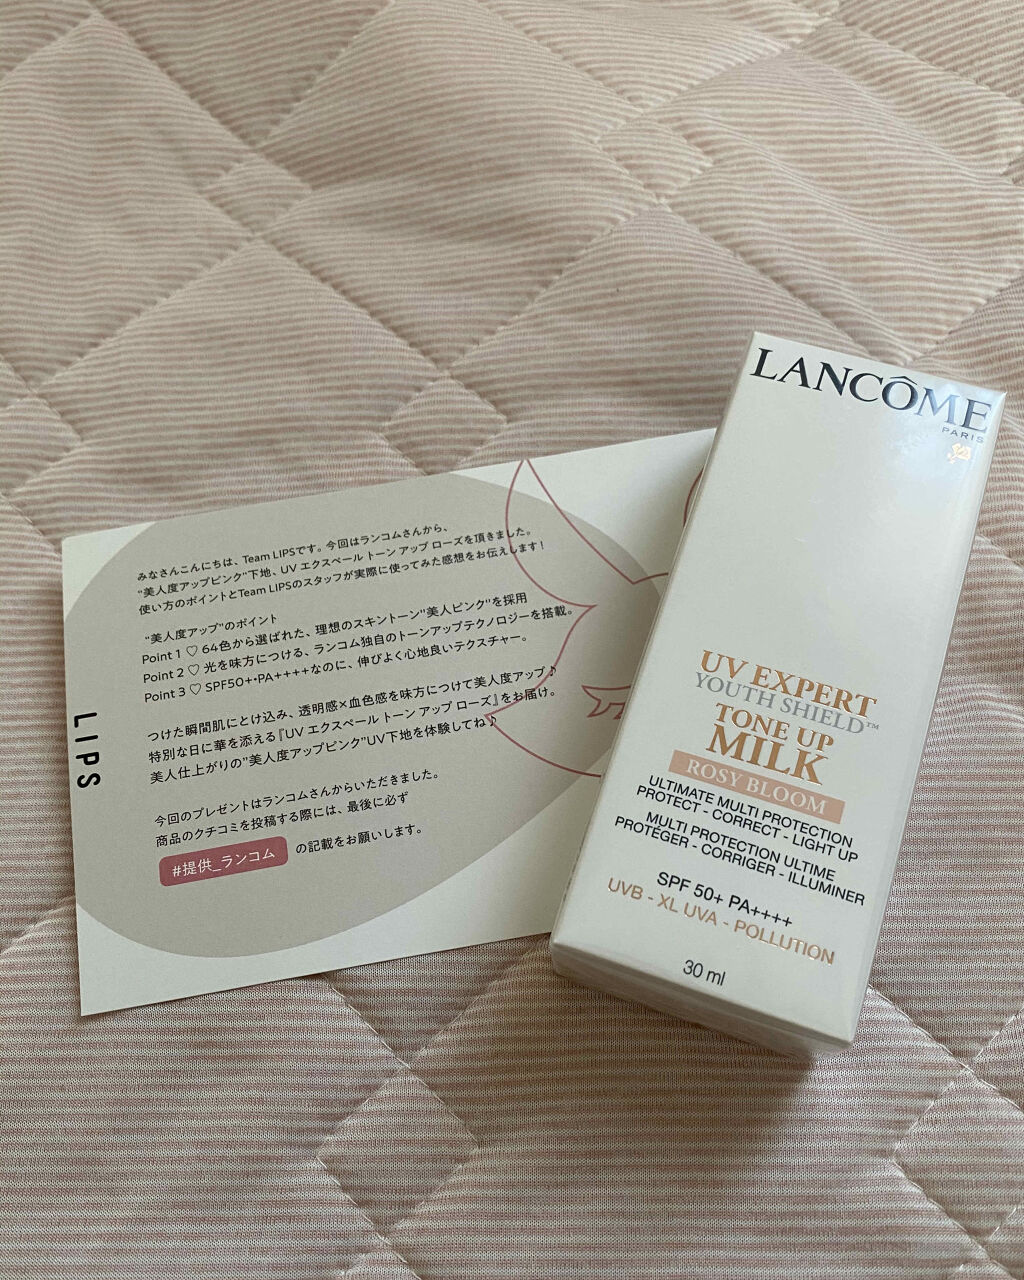 みなさんこんにちは、Team LIPSです。今回はランコムさんから、
"美人度アップピンク"下地、UV エクスペール トーン アップ ローズを頂きました。
使い方のポイントとTeam LIPSのスタッフが実際に使ってみた感想をお伝えします！
"美人度アップ"のポイント
Point 1 ♡ 64色から選ばれた、理想のスキントーン"美人ピンク"を採用
Point 2 ♡ 光を味方につける、ランコム独自のトーンアップテクノロジーを搭載。
Point 3 ♡ SPF50+・PA++++なのに、伸びよく心地良いテクスチャー。
つけた瞬間肌にとけ込み、透明感×血色感を味方につけて美人度アップ♪
特別な日に華を添える『UV エクスペール トーン アップ ローズ』をお届け。
美人仕上がりの"美人度アップピンク"UV下地を体験してね♪
今回のプレゼントはランコムさんからいただきました。
商品のクチコミを投稿する際には、最後に必ず
#提供_ランコム の記載をお願いします。
LIPS
LANCÔME
PARIS
UV EXPERT
YOUTH SHIELD™
TONE UP
MILK
ROSY BLOOM
ULTIMATE MULTI PROTECTION
PROTECT - CORRECT - LIGHT UP
MULTI PROTECTION ULTIME
PROTÉGER - CORRIGER - ILLUMINER
SPF 50+ PA++++
UVB - XL UVA - POLLUTION
30 ml